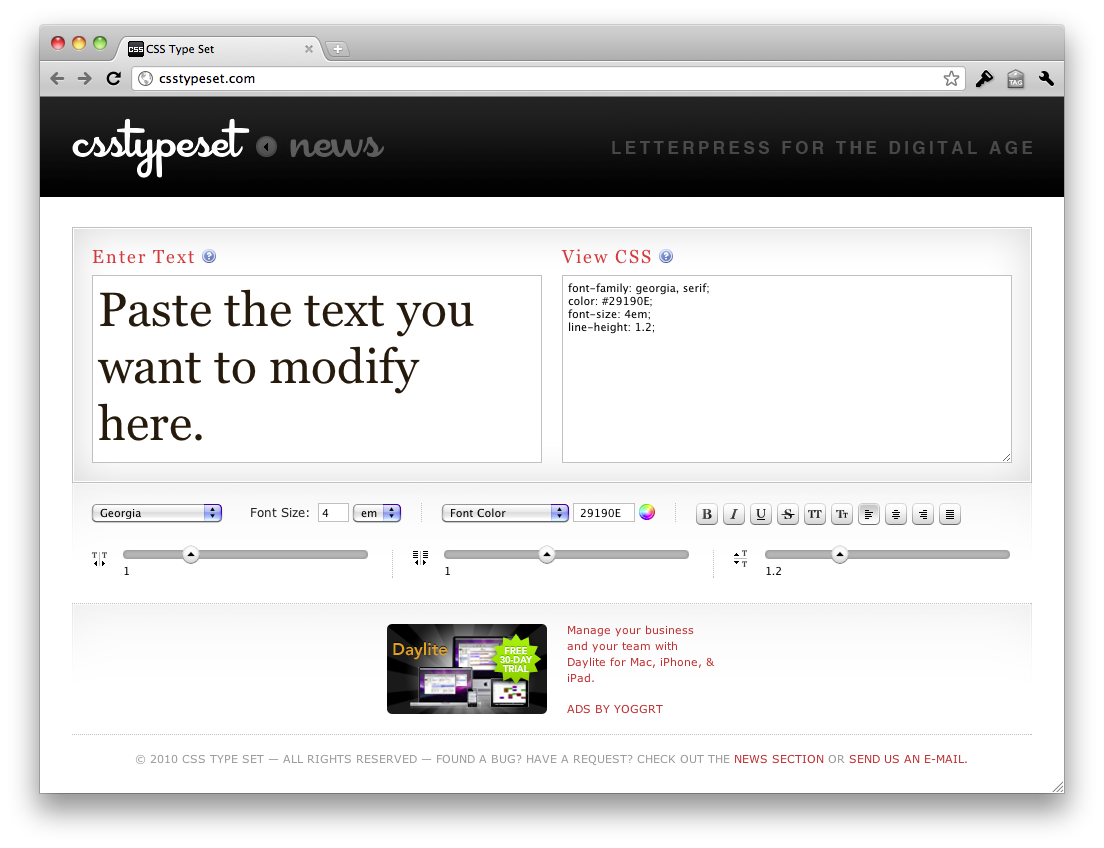 CSS CSS Type Set
csstypeset.com
TAG
csstypeset news
LETTERPRESS FOR THE DIGITAL AGE
Enter Text ?
View CSS ?
Paste the text you
want to modify
here.
font-family: georgia, serif;
color: #29190E;
font-size: 4em;
line-height: 1.2;
Georgia Font Size: 4 em Font Color 29190E B I U S TT Tr
T T
1
1
T
T
1.2
Daylite
FREE
30-DAY
TRIAL
Manage your business
and your team with
Daylite for Mac, iPhone, &
iPad.
ADS BY YOGGRT
© 2010 CSS TYPE SET — ALL RIGHTS RESERVED — FOUND A BUG? HAVE A REQUEST? CHECK OUT THE NEWS SECTION OR SEND US AN E-MAIL.